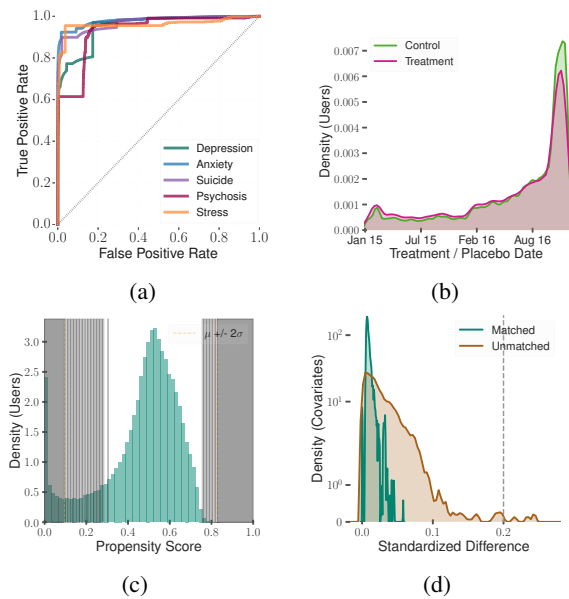 1.0
0.8
0.6
0.4
0.2
0.0
True Positive Rate
Depression
Anxiety
Suicide
Psychosis
Stress
0.0 0.2 0.4 0.6 0.8 1.0
False Positive Rate
(a)
0.007
0.006
0.005
0.004
0.003
0.002
0.001
0.000
Density (Users)
Control
Treatment
Jan 15 Jul 15 Feb 16 Aug 16
Treatment / Placebo Date
(b)
3.0
2.5
2.0
1.5
1.0
0.5
0.0
Density (Users)
μ +/- 2σ
0.0 0.2 0.4 0.6 0.8 1.0
Propensity Score
(c)
10²
10¹
10⁰
0
Density (Covariates)
Matched
Unmatched
0.0 0.1 0.2
Standardized Difference
(d)